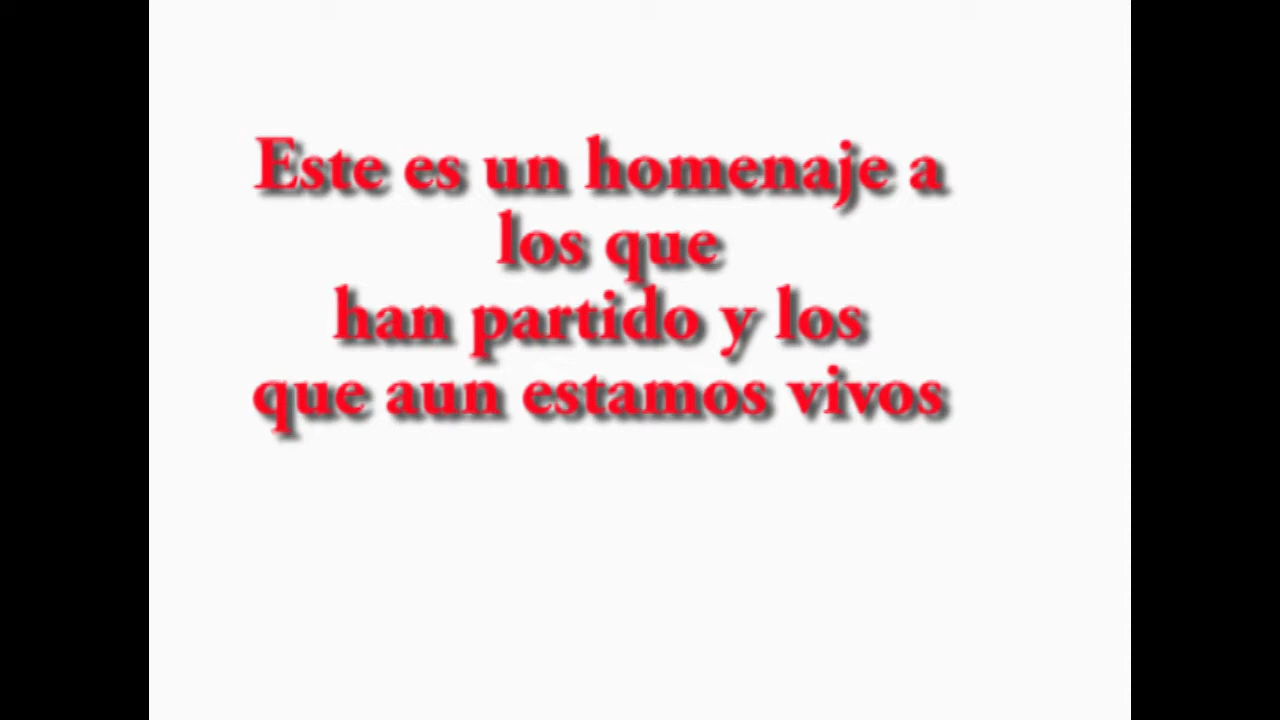 Este es un homenaje a
los que
han partido y los
que aun estamos vivos